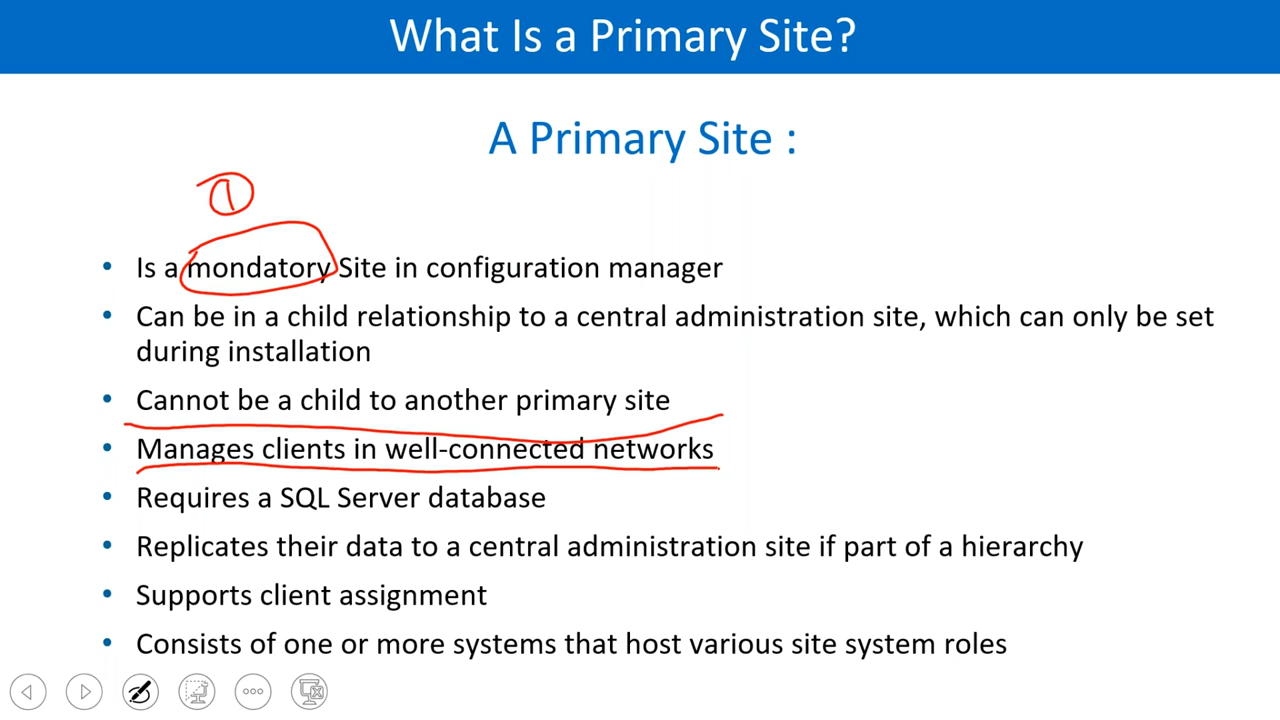 What Is a Primary Site?
A Primary Site :
1
• Is a mondatory Site in configuration manager
• Can be in a child relationship to a central administration site, which can only be set
during installation
• Cannot be a child to another primary site
• Manages clients in well-connected networks
• Requires a SQL Server database
• Replicates their data to a central administration site if part of a hierarchy
• Supports client assignment
• Consists of one or more systems that host various site system roles